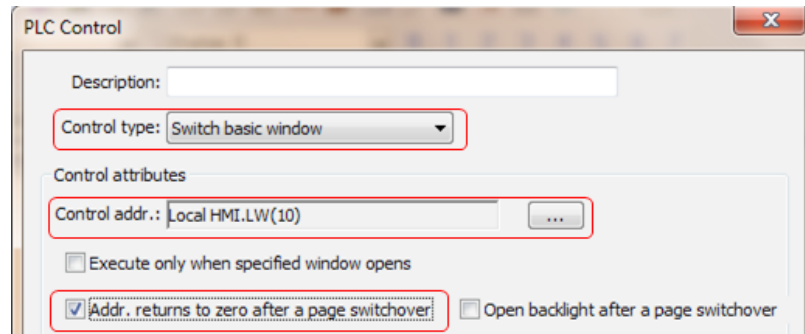 PLC Control
Description:
Control type: Switch basic window
Control attributes
Control addr.: Local HMI.LW(10) ...
Execute only when specified window opens
Addr. returns to zero after a page switchover Open backlight after a page switchover